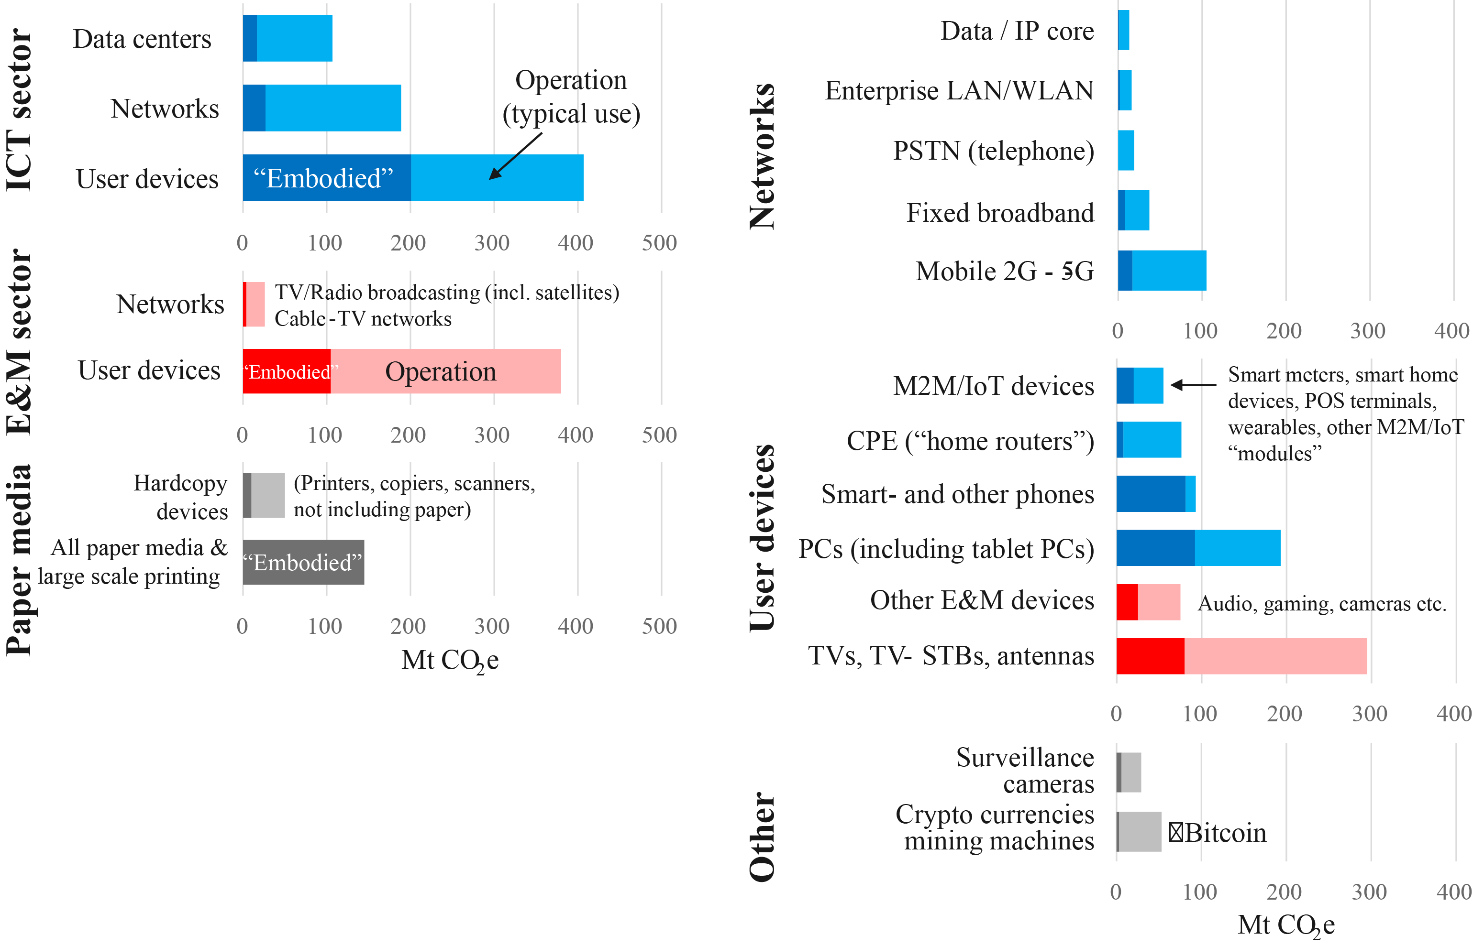 ICT sector
Data centers
Networks
User devices
“Embodied”
Operation
(typical use)
0 100 200 300 400 500
E&M sector
Networks
TV/Radio broadcasting (incl. satellites)
Cable-TV networks
User devices
“Embodied”
Operation
0 100 200 300 400 500
Paper media
Hardcopy
devices
(Printers, copiers, scanners,
not including paper)
All paper media &
large scale printing
“Embodied”
0 100 200 300 400 500
Mt CO2e
Networks
Data / IP core
Enterprise LAN/WLAN
PSTN (telephone)
Fixed broadband
Mobile 2G - 5G
0 100 200 300 400
User devices
M2M/IoT devices
Smart meters, smart home
devices, POS terminals,
wearables, other M2M/IoT
“modules”
CPE (“home routers”)
Smart- and other phones
PCs (including tablet PCs)
Other E&M devices
Audio, gaming, cameras etc.
TVs, TV- STBs, antennas
0 100 200 300 400
Other
Surveillance
cameras
Crypto currencies
mining machines
Bitcoin
0 100 200 300 400
Mt CO2e